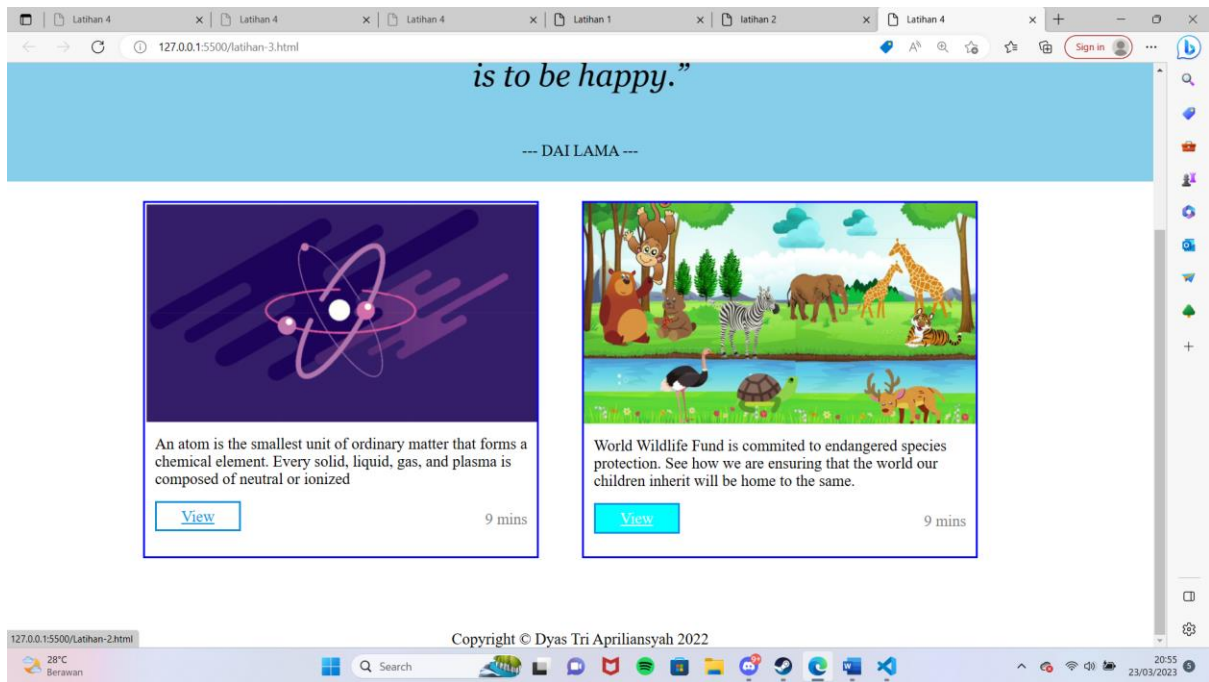 Latihan 4
Latihan 4
Latihan 4
Latihan 1
latihan 2
Latihan 4
127.0.0.1:5500/latihan-3.html
Sign in
is to be happy.”
--- DAI LAMA ---
An atom is the smallest unit of ordinary matter that forms a
chemical element. Every solid, liquid, gas, and plasma is
composed of neutral or ionized
View
9 mins
World Wildlife Fund is commited to endangered species
protection. See how we are ensuring that the world our
children inherit will be home to the same.
View
9 mins
Copyright © Dyas Tri Apriliansyah 2022
127.0.0.1:5500/Latihan-2.html
28°C
Berawan
Search
20:55
23/03/2023
5